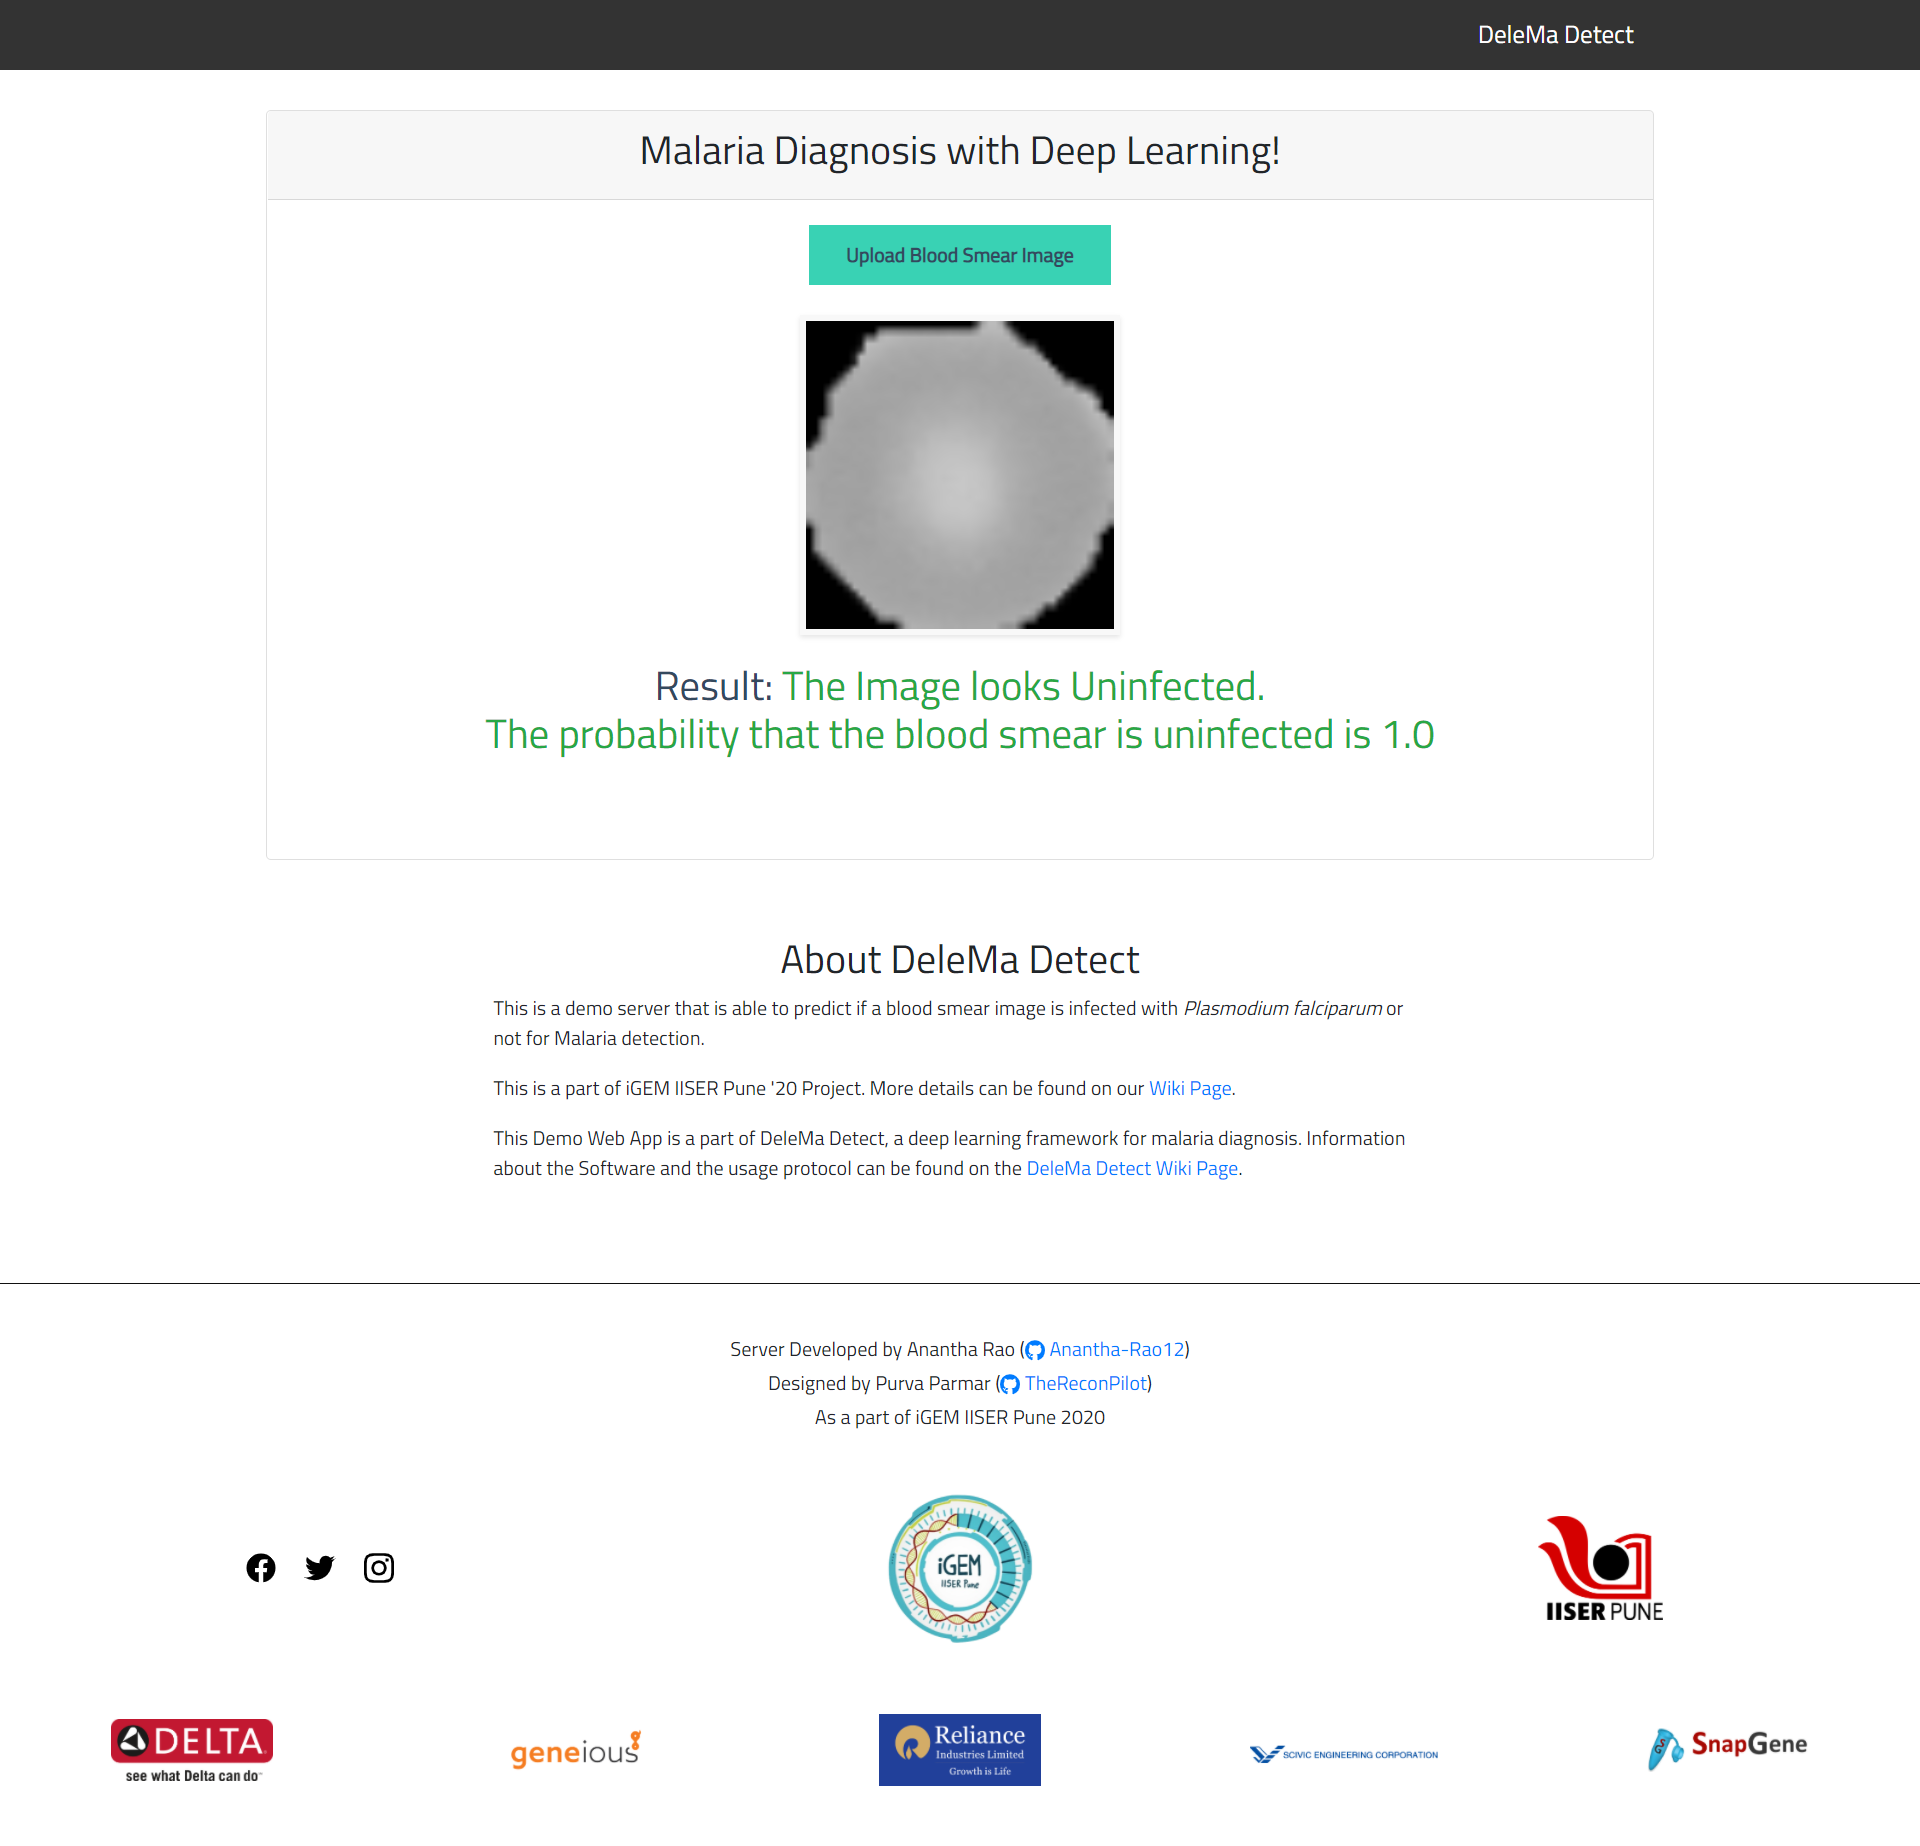 DeleMa Detect
Malaria Diagnosis with Deep Learning!
Upload Blood Smear Image
Result: The Image looks Uninfected.
The probability that the blood smear is uninfected is 1.0
About DeleMa Detect
This is a demo server that is able to predict if a blood smear image is infected with Plasmodium falciparum or
not for Malaria detection.
This is a part of iGEM IISER Pune '20 Project. More details can be found on our Wiki Page.
This Demo Web App is a part of DeleMa Detect, a deep learning framework for malaria diagnosis. Information
about the Software and the usage protocol can be found on the DeleMa Detect Wiki Page.
Server Developed by Anantha Rao (Anantha-Rao12)
Designed by Purva Parmar (TheReconPilot)
As a part of iGEM IISER Pune 2020
iGEM
IISER Pune
IISER PUNE
DELTA
see what Delta can do
geneious
Reliance
Industries Limited
Growth is Life
SCIVIC ENGINEERING CORPORATION
SnapGene